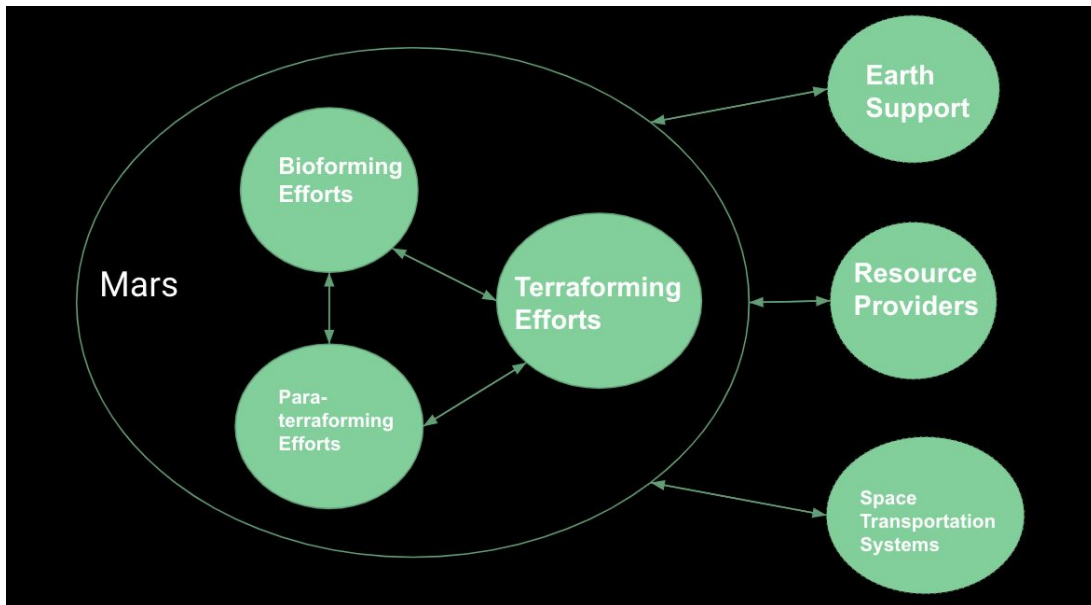 Earth
Support
Bioforming
Efforts
Mars
Terraforming
Efforts
Resource
Providers
Para-
terraforming
Efforts
Space
Transportation
Systems